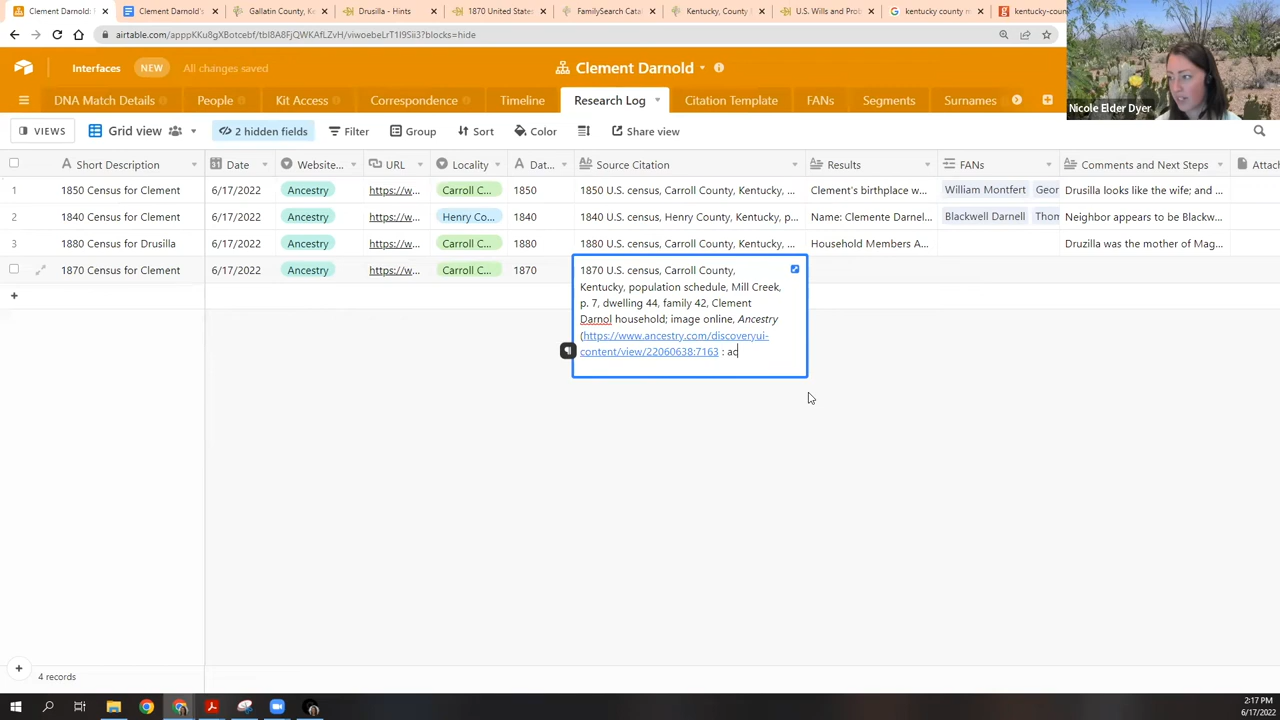 Clement Darnold: 
Clement Darnold's
Gallatin County, Ke
Drusilla - Hints
1870 United States
FamilySearch Catal
Kentucky, County M
U.S. Wills and Prob
kentucky county m
kentucky-coun
airtable.com/apppKKu8gXBotcebf/tbl8A8FjQWKAfLZvH/viwoebeLrT1I9Sii3?blocks=hide
Interfaces NEW All changes saved Clement Darnold
DNA Match Details People Kit Access Correspondence Timeline Research Log Citation Template FANs Segments Surnames
Nicole Elder Dyer
VIEWS Grid view 2 hidden fields Filter Group Sort Color Share view
Short Description Date Website... URL Locality Dat... Source Citation Results FANs Comments and Next Steps Attac
1 1850 Census for Clement 6/17/2022 Ancestry https://w... Carroll C... 1850 1850 U.S. census, Carroll County, Kentucky, ... Clement's birthplace w... William Montfert Geor Drusilla looks like the wife; and ...
2 1840 Census for Clement 6/17/2022 Ancestry https://w... Henry Co... 1840 1840 U.S. census, Henry County, Kentucky, p... Name: Clemente Darnel... Blackwell Darnell Thom Neighbor appears to be Blackw...
3 1880 Census for Drusilla 6/17/2022 Ancestry https://w... Carroll C... 1880 1880 U.S. census, Carroll County, Kentucky, ... Household Members A... Druzilla was the mother of Mag...
1870 Census for Clement 6/17/2022 Ancestry https://w... Carroll C... 1870 1870 U.S. census, Carroll County,
Kentucky, population schedule, Mill Creek,
p. 7, dwelling 44, family 42, Clement
Darnol household; image online, Ancestry
(https://www.ancestry.com/discoveryui-
content/view/22060638:7163 : ac
4 records
2:17 PM
6/17/2022